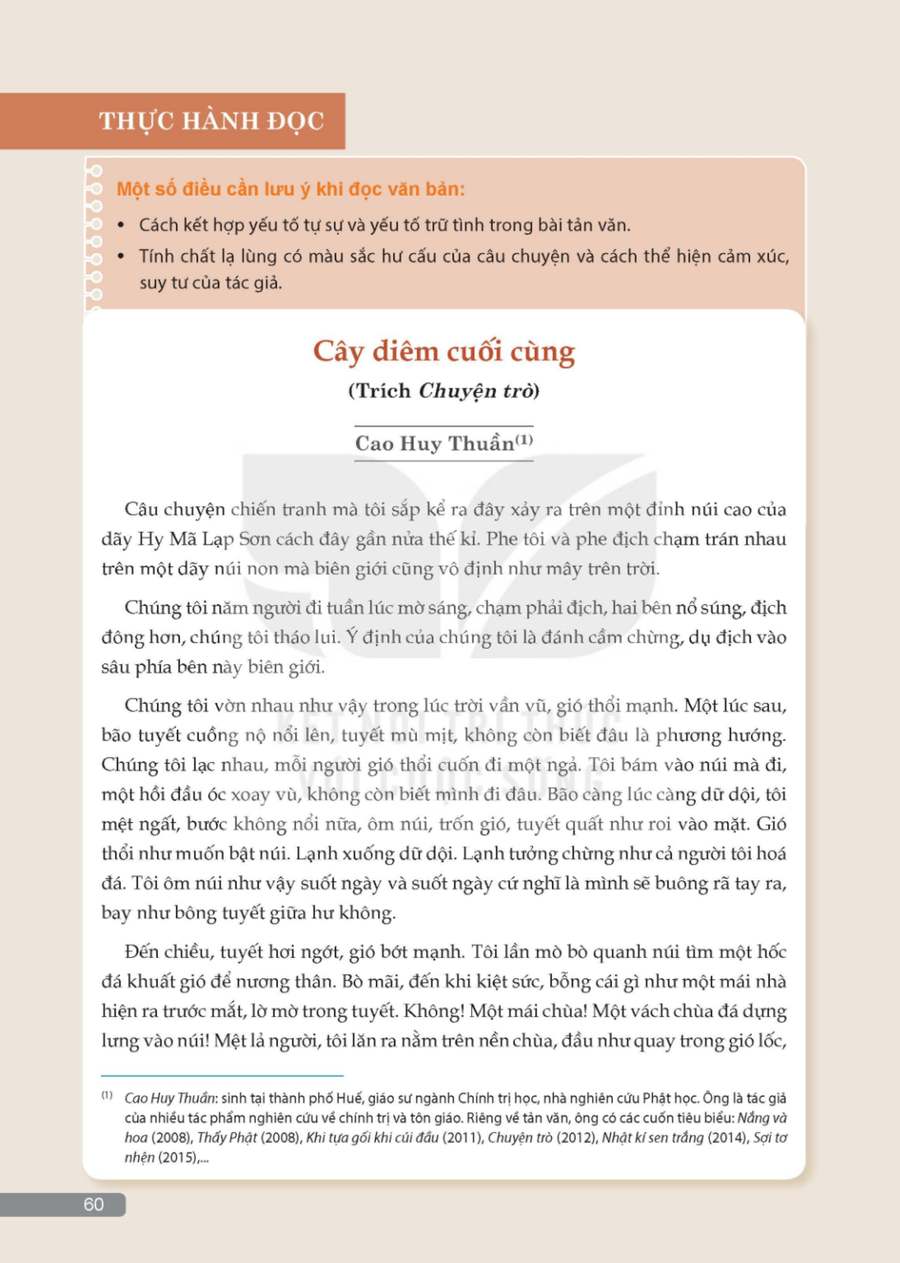 THỰC HÀNH ĐỌC
Một số điều cần lưu ý khi đọc văn bản:
• Cách kết hợp yếu tố tự sự và yếu tố trữ tình trong bài tản văn.
• Tính chất lạ lùng có màu sắc hư cấu của câu chuyện và cách thể hiện cảm xúc,
suy tư của tác giả.
Cây diêm cuối cùng
(Trích Chuyện trò)
Cao Huy Thuần(1)
Câu chuyện chiến tranh mà tôi sắp kể ra đây xảy ra trên một đỉnh núi cao của
dãy Hy Mã Lạp Sơn cách đây gần nửa thế kỉ. Phe tôi và phe địch chạm trán nhau
trên một dãy núi non mà biên giới cũng vô định như mây trên trời.
Chúng tôi năm người đi tuần lúc mờ sáng, chạm phải địch, hai bên nổ súng, địch
đông hơn, chúng tôi tháo lui. Ý định của chúng tôi là đánh cầm chừng, dụ địch vào
sâu phía bên này biên giới.
Chúng tôi vờn nhau như vậy trong lúc trời vần vũ, gió thổi mạnh. Một lúc sau,
bão tuyết cuồng nộ nổi lên, tuyết mù mịt, không còn biết đâu là phương hướng.
Chúng tôi lạc nhau, mỗi người gió thổi cuốn đi một ngả. Tôi bám vào núi mà đi,
một hồi đầu óc xoay vù, không còn biết mình đi đâu. Bão càng lúc càng dữ dội, tôi
mệt ngất, bước không nổi nữa, ôm núi, trốn gió, tuyết quất như roi vào mặt. Gió
thổi như muốn bật núi. Lạnh xuống dữ dội. Lạnh tưởng chừng như cả người tôi hoá
đá. Tôi ôm núi như vậy suốt ngày và suốt ngày cứ nghĩ là mình sẽ buông rã tay ra,
bay như bông tuyết giữa hư không.
Đến chiều, tuyết hơi ngớt, gió bớt mạnh. Tôi lần mò bò quanh núi tìm một hốc
đá khuất gió để nương thân. Bò mãi, đến khi kiệt sức, bỗng cái gì như một mái nhà
hiện ra trước mắt, lờ mờ trong tuyết. Không! Một mái chùa! Một vách chùa đá dựng
lưng vào núi! Mệt lả người, tôi lăn ra nằm trên nền chùa, đầu như quay trong gió lốc,
(1) Cao Huy Thuần: sinh tại thành phố Huế, giáo sư ngành Chính trị học, nhà nghiên cứu Phật học. Ông là tác giả
của nhiều tác phẩm nghiên cứu về chính trị và tôn giáo. Riêng về tản văn, ông có các cuốn tiêu biểu: Nắng và
hoa (2008), Thấy Phật (2008), Khi tựa gối khi cúi đầu (2011), Chuyện trò (2012), Nhật kí sen trắng (2014), Sợi tơ
nhện (2015),...
KẾT NỐI TRI THỨC
VỚI CUỘC SỐNG
60